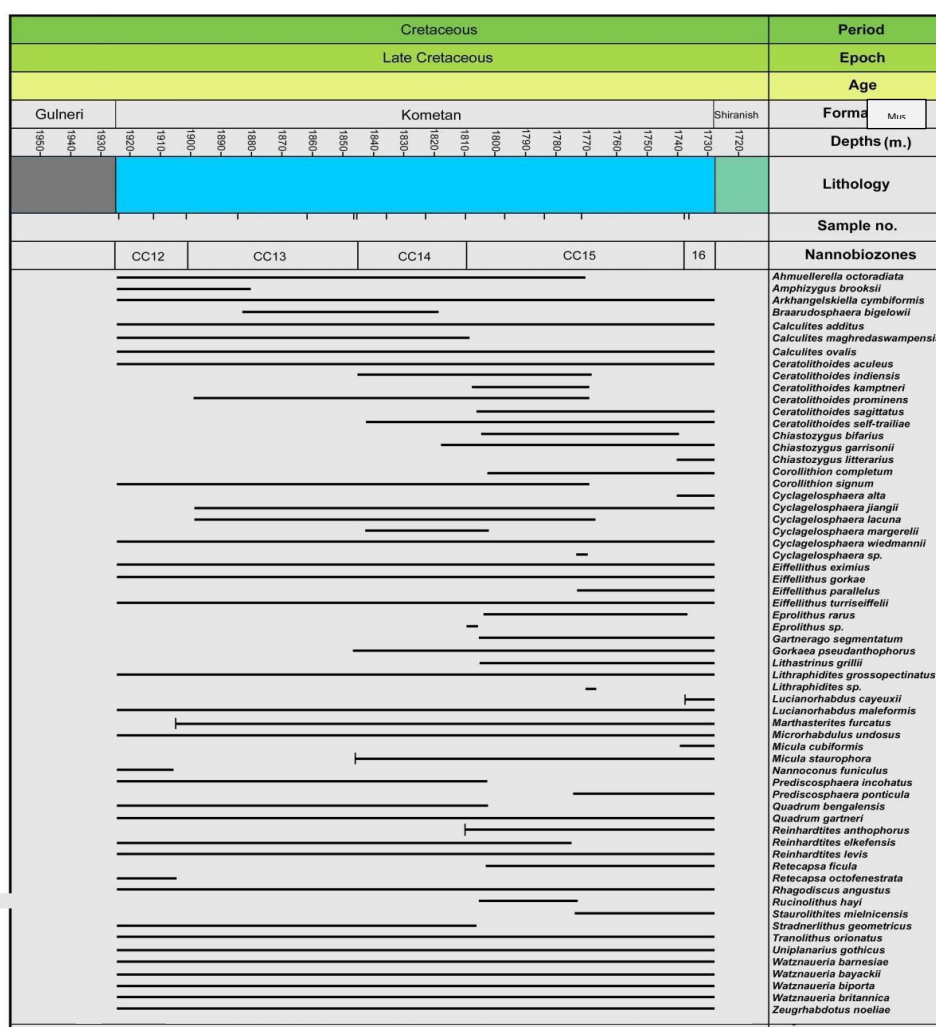 Cretaceous Period
Late Cretaceous Epoch
Age
Gulneri Kometan Shiranish Forma
Mus
1950 1940 1930 1920 1910 1900 1890 1880 1870 1860 1850 1840 1830 1820 1810 1800 1790 1780 1770 1760 1750 1740 1730 1720 Depths (m.)
Lithology
Sample no.
CC12 CC13 CC14 CC15 16 Nannobiozones
Ahmuellerella octoradiata
Amphizygus brooksii
Arkhangelskiella cymbiformis
Braarudosphaera bigelowii
Calculites additus
Calculites maghredaswampensis
Calculites ovalis
Ceratolithoides aculeus
Ceratolithoides indiensis
Ceratolithoides kamptneri
Ceratolithoides prominens
Ceratolithoides sagittatus
Ceratolithoides self-trailiae
Chiastozygus bifarius
Chiastozygus garrisonii
Chiastozygus litterarius
Corollithion completum
Corollithion signum
Cyclagelosphaera alta
Cyclagelosphaera jiangii
Cyclagelosphaera lacuna
Cyclagelosphaera margerelii
Cyclagelosphaera wiedmannii
Cyclagelosphaera sp.
Eiffellithus eximius
Eiffellithus gorkae
Eiffellithus parallelus
Eiffellithus turriseiffelii
Eprolithus rarus
Eprolithus sp.
Gartnerago segmentatum
Gorkaea pseudanthophorus
Lithastrinus grillii
Lithraphidites grossopectinatus
Lithraphidites sp.
Lucianorhabdus cayeuxii
Lucianorhabdus maleformis
Marthasterites furcatus
Microrhabdulus undosus
Micula cubiformis
Micula staurophora
Nannoconus funiculus
Prediscosphaera incohatus
Prediscosphaera ponticula
Quadrum bengalensis
Quadrum gartneri
Reinhardtites anthophorus
Reinhardtites elkefensis
Reinhardtites levis
Retecapsa ficula
Retecapsa octofenestrata
Rhagodiscus angustus
Rucinolithus hayi
Staurolithites mielnicensis
Stradnerlithus geometricus
Tranolithus orionatus
Uniplanarius gothicus
Watznaueria barnesiae
Watznaueria bayackii
Watznaueria biporta
Watznaueria britannica
Zeugrhabdotus noeliae